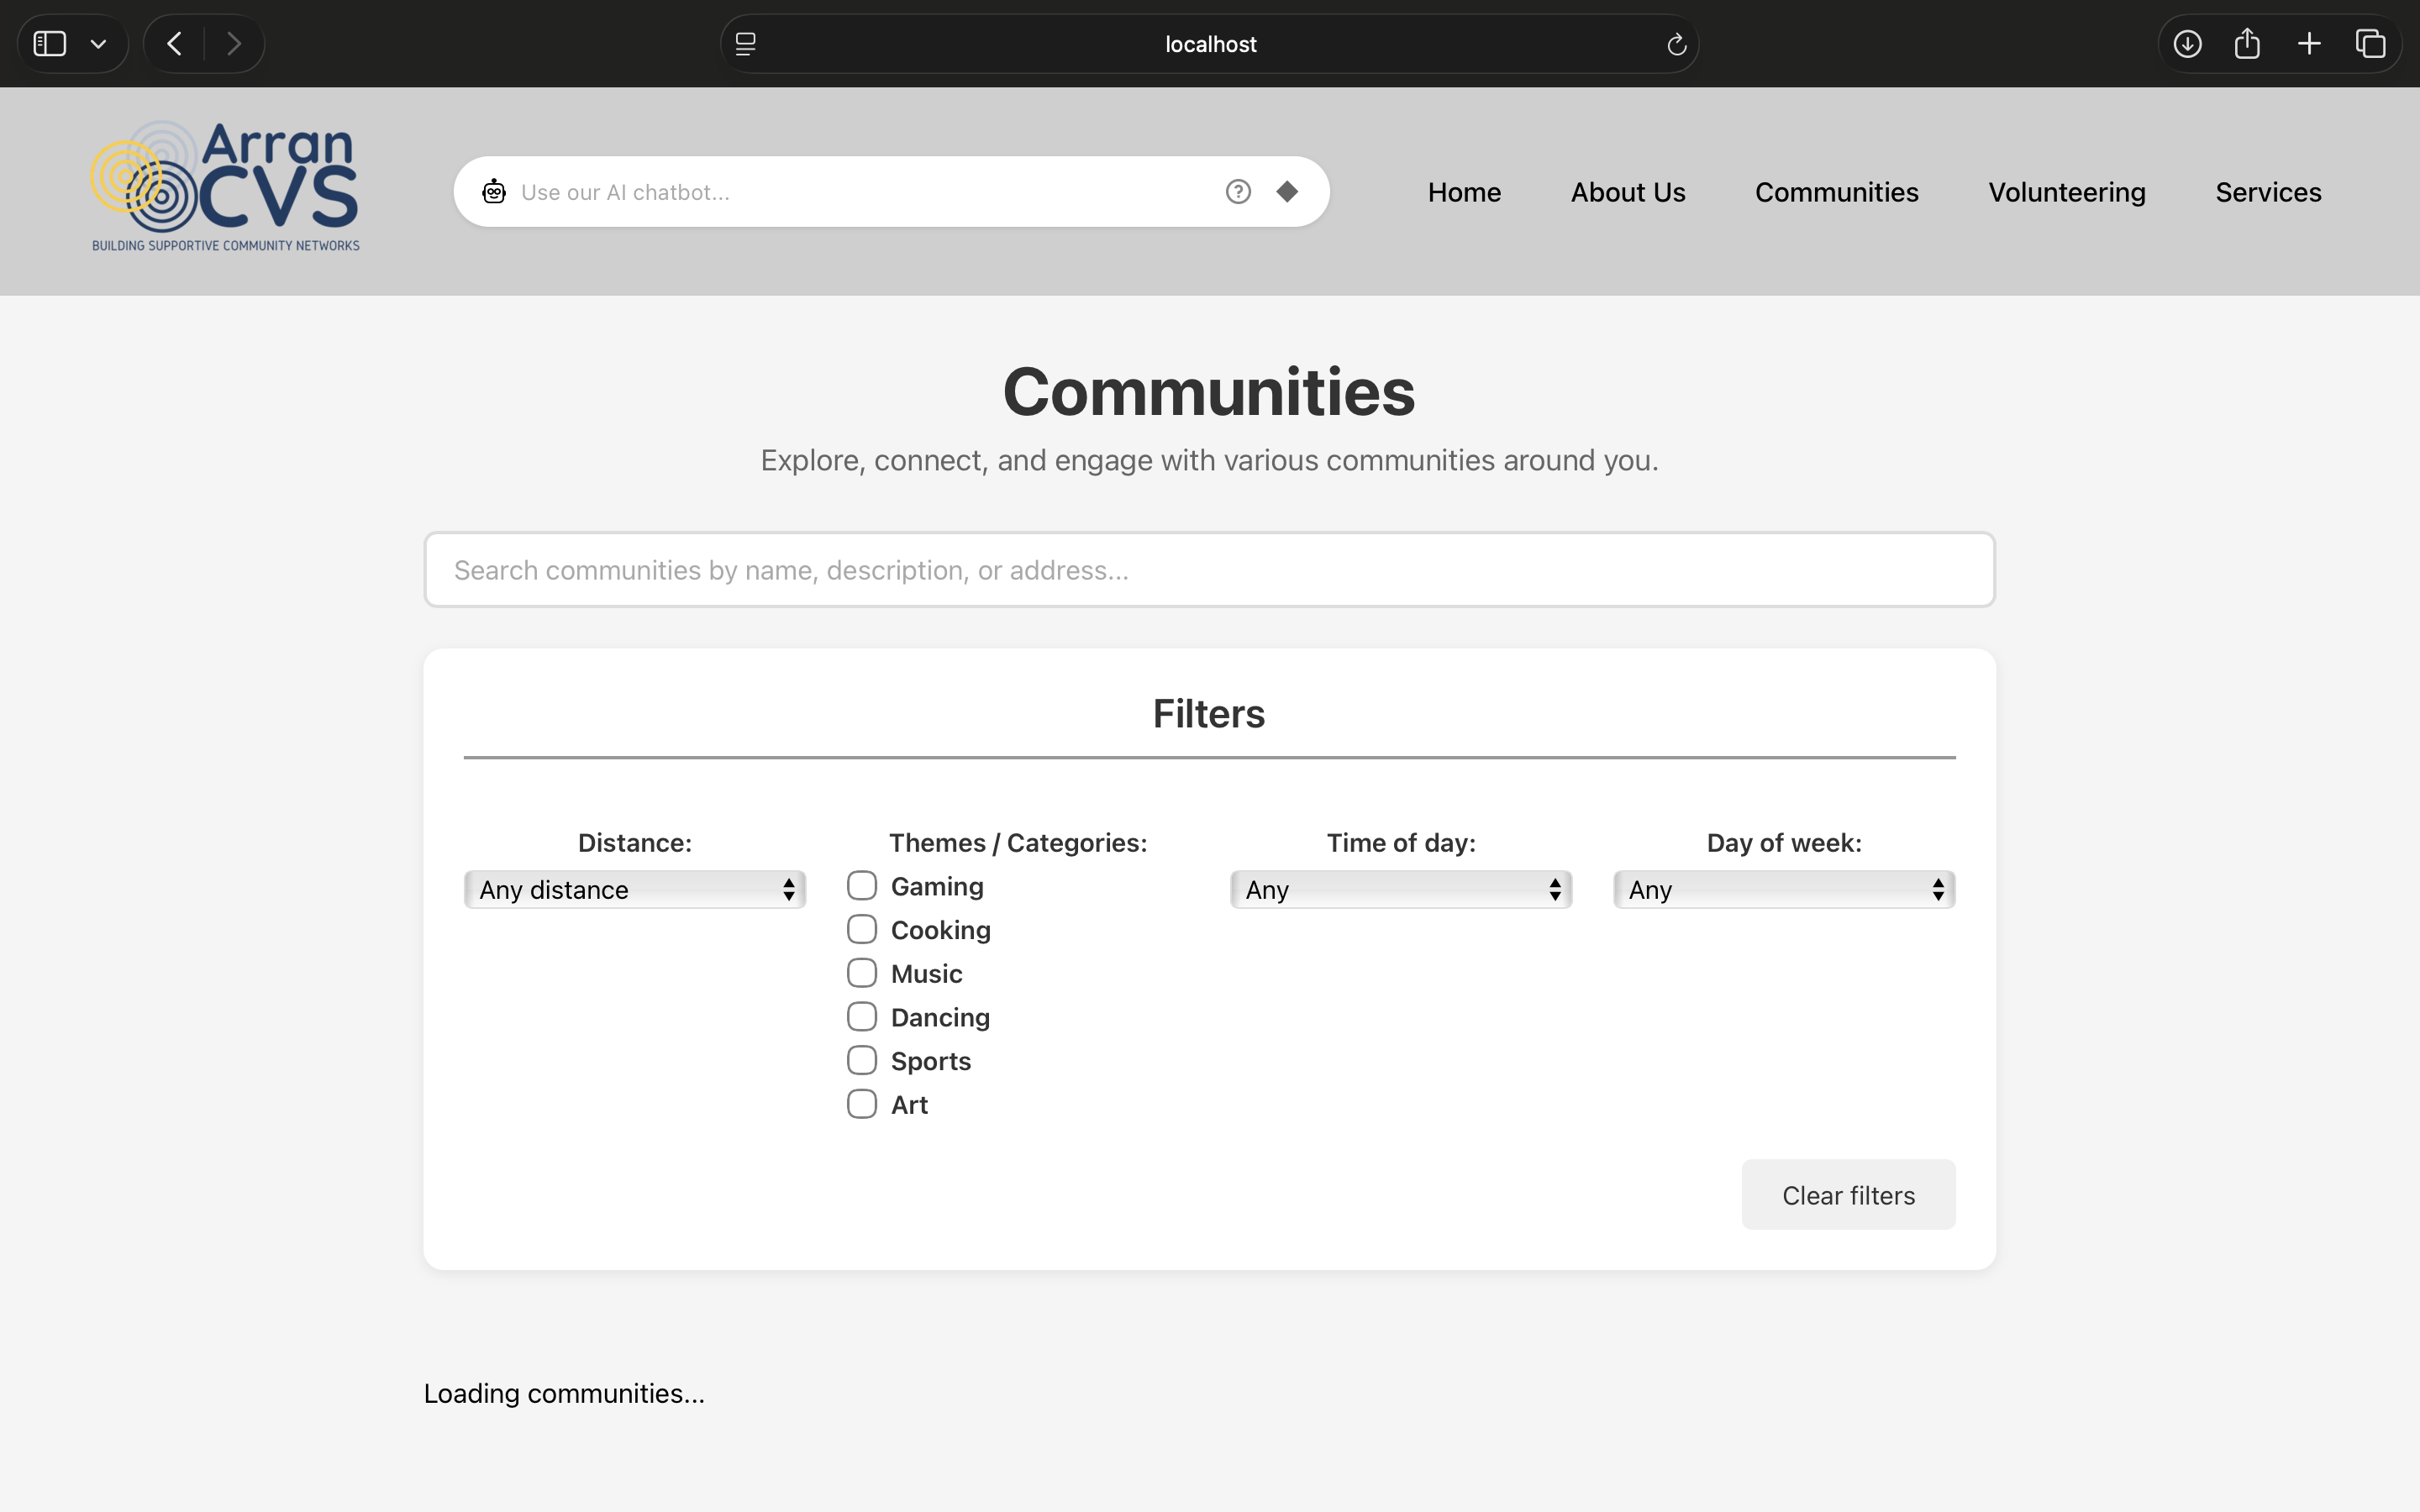 localhost
Arran
CVS
BUILDING SUPPORTIVE COMMUNITY NETWORKS
Use our AI chatbot...
Home
About Us
Communities
Volunteering
Services
Communities
Explore, connect, and engage with various communities around you.
Search communities by name, description, or address...
Filters
Distance:
Any distance
Themes / Categories:
Gaming
Cooking
Music
Dancing
Sports
Art
Time of day:
Any
Day of week:
Any
Clear filters
Loading communities...